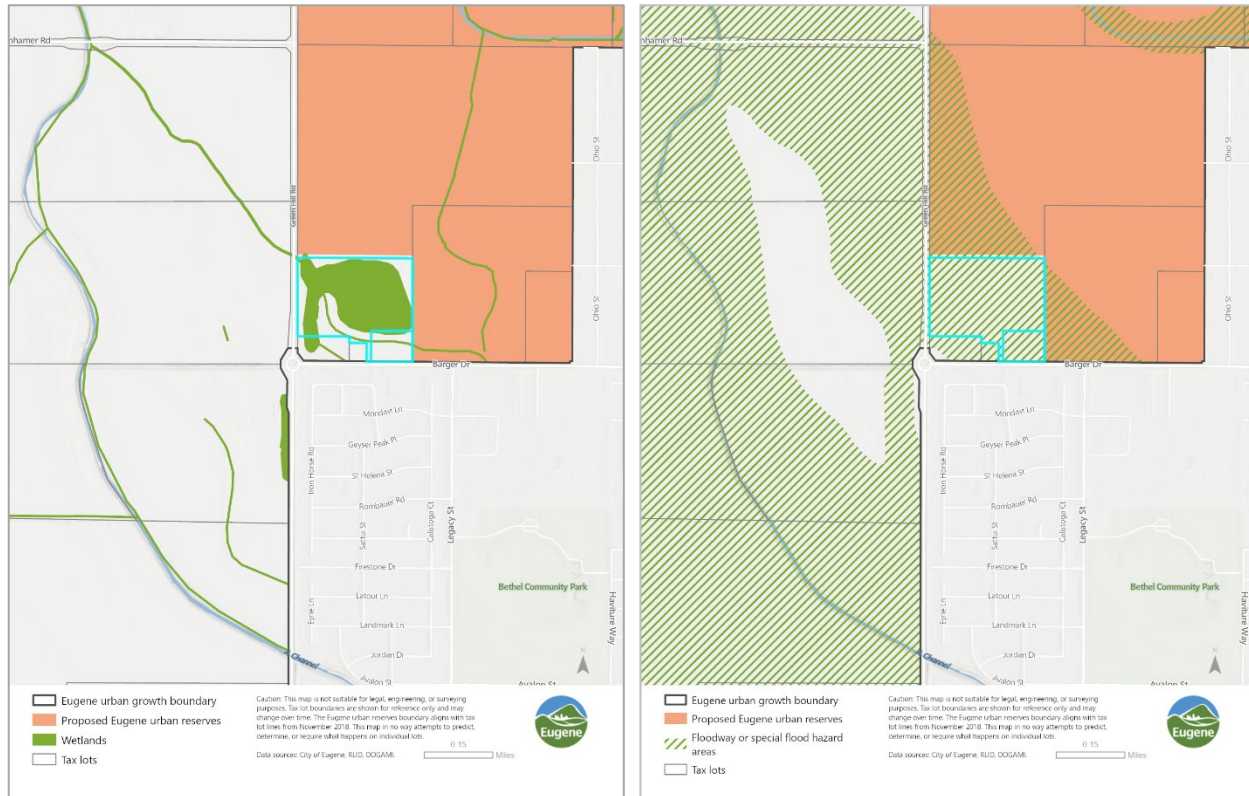 nhamer Rd
Green Hill Rd
Ohio St
Ohio St
Barger Dr
Mondavi Ln
Geyser Peak Pl
Iron Horse Rd
St Helena St
Rombauer Rd
Sattui St
Calistoga Ct
Legacy St
Firestone Dr
Bethel Community Park
Eyrie Ln
Latour Ln
Haviture Way
Landmark Ln
Jordan Dr
Channel
Avalon St
Avalon St
N
Eugene urban growth boundary
Proposed Eugene urban reserves
Wetlands
Tax lots
Caution: This map is not suitable for legal, engineering, or surveying
purposes. Tax lot boundaries are shown for reference only and may
change over time. The Eugene urban reserves boundary aligns with tax
lot lines from November 2018. This map in no way attempts to predict,
determine, or require what happens on individual lots.
Data sources: City of Eugene, RLID, DOGAMI.
0.15
Miles
Eugene
nhamer Rd
Green Hill Rd
Ohio St
Ohio St
Barger Dr
Mondavi Ln
Geyser Peak Pl
Iron Horse Rd
St Helena St
Rombauer Rd
Sattui St
Calistoga Ct
Legacy St
Firestone Dr
Bethel Community Park
Eyrie Ln
Latour Ln
Haviture Way
Landmark Ln
Jordan Dr
Channel
Avalon St
Avalon St
N
Eugene urban growth boundary
Proposed Eugene urban reserves
Floodway or special flood hazard
areas
Tax lots
Caution: This map is not suitable for legal, engineering, or surveying
purposes. Tax lot boundaries are shown for reference only and may
change over time. The Eugene urban reserves boundary aligns with tax
lot lines from November 2018. This map in no way attempts to predict,
determine, or require what happens on individual lots.
Data sources: City of Eugene, RLID, DOGAMI.
0.15
Miles
Eugene